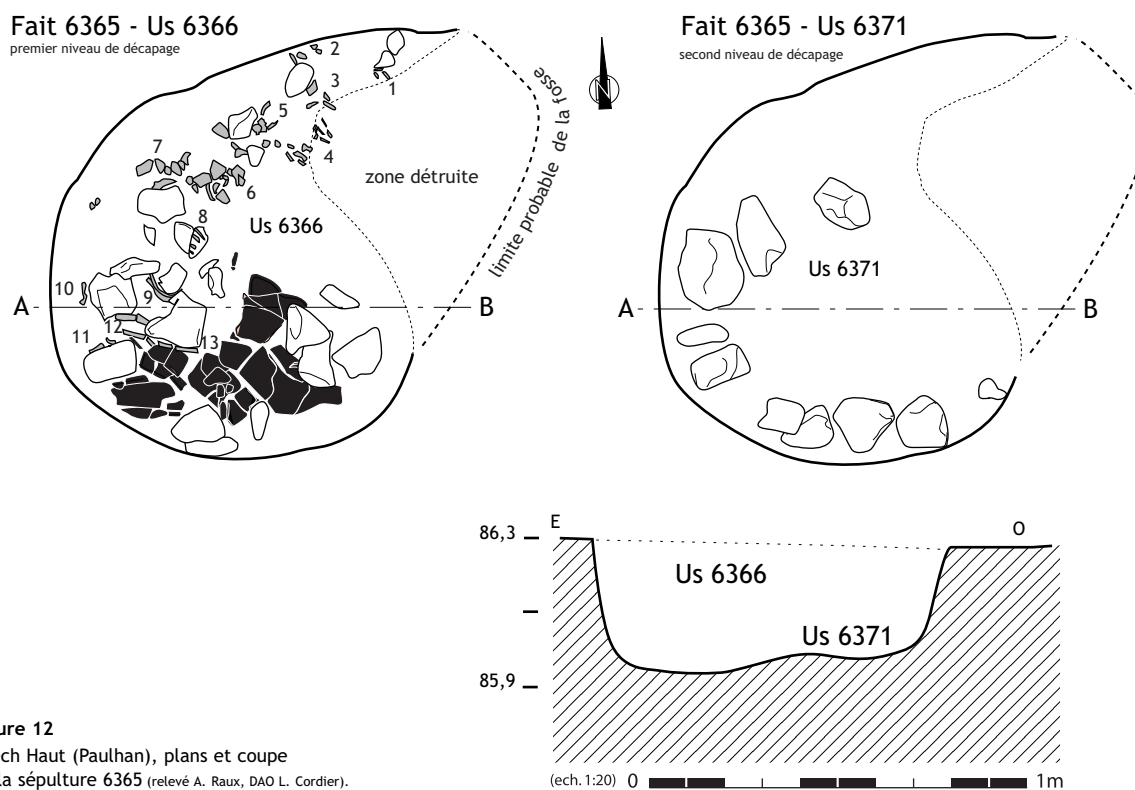 Fait 6365 - Us 6366
premier niveau de décapage
2
3
1
5
4
7
6
8
zone détruite
Us 6366
limite probable de la fosse
10
9
A
B
12
11
13
N
Fait 6365 - Us 6371
second niveau de décapage
Us 6371
A
B
86,3
E
O
Us 6366
Us 6371
85,9
ure 12
ch Haut (Paulhan), plans et coupe
la sépulture 6365 (relevé A. Raux, DAO L. Cordier).
(ech. 1:20) 0 1m